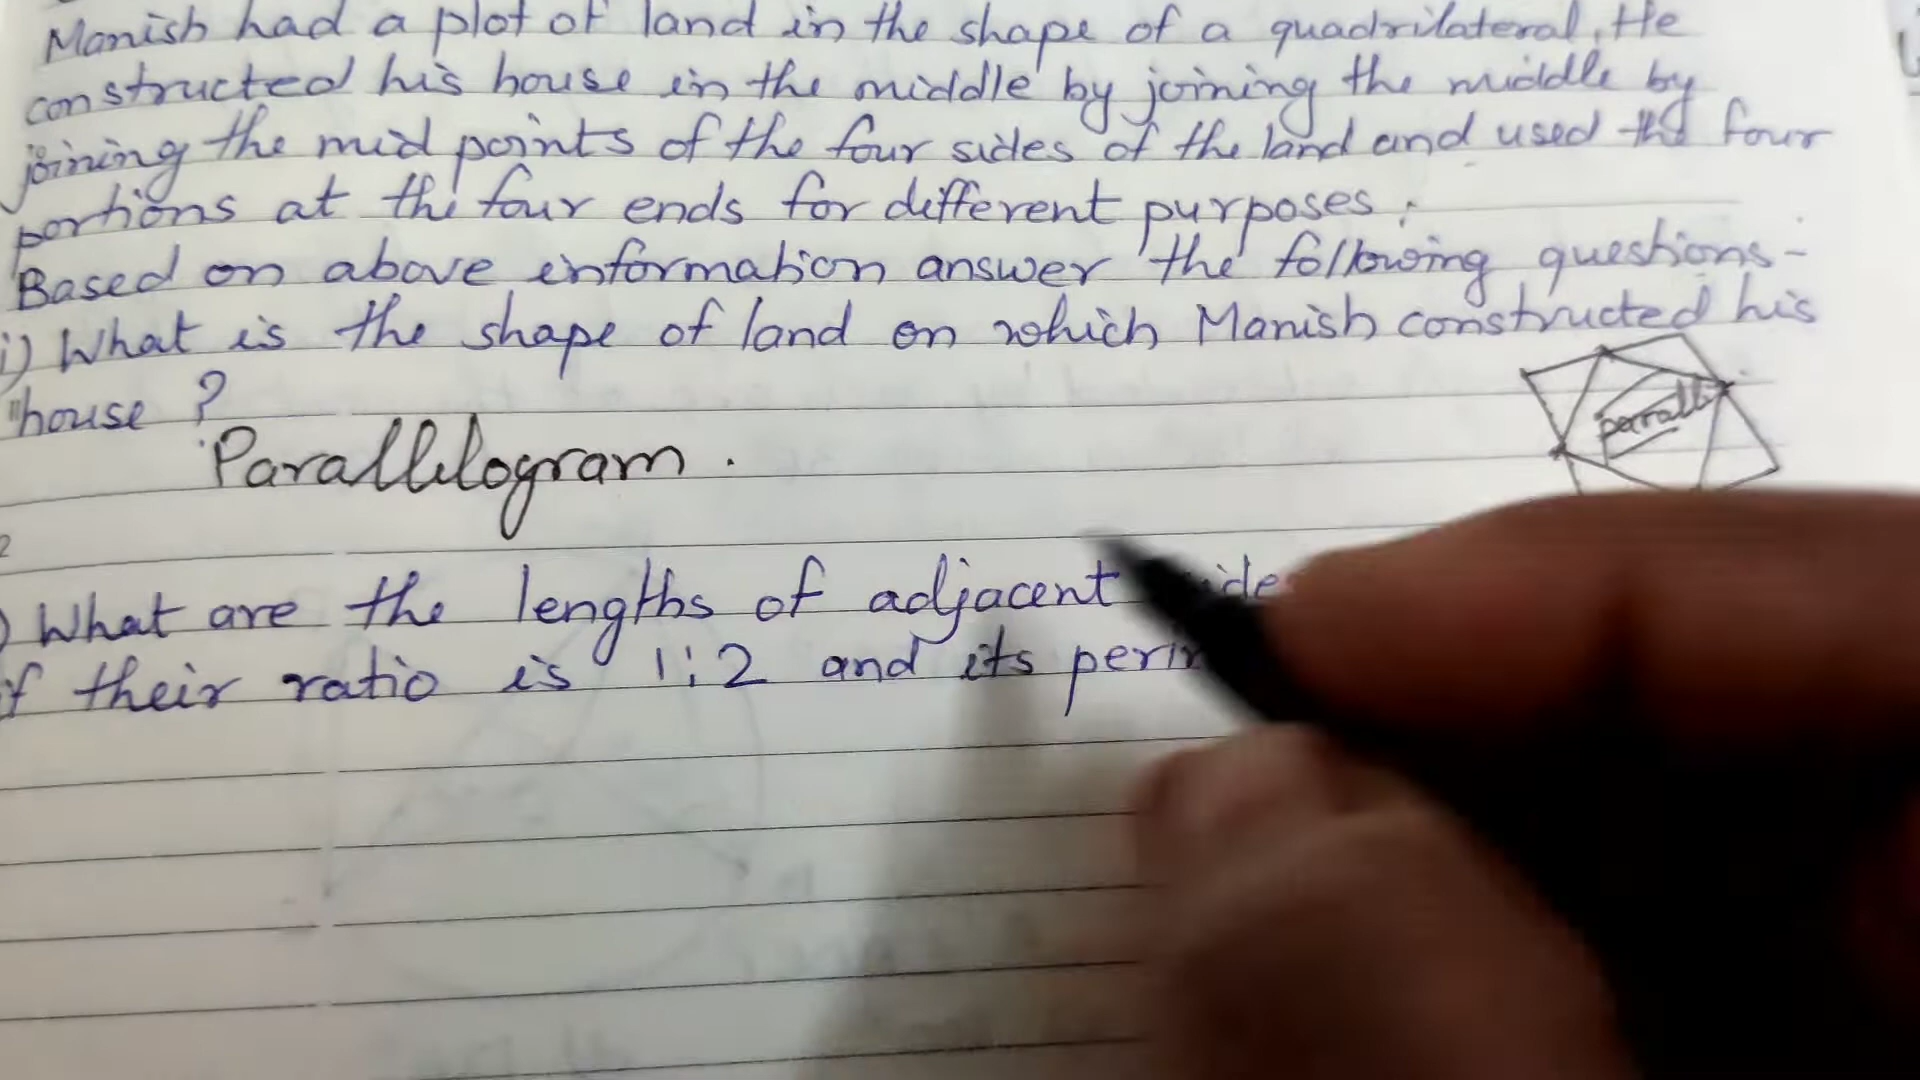 Manish had a plot of land in the shape of a quadrilateral. He
constructed his house in the middle by joining the middle by
joining the mid points of the four sides of the land and used the four
portions at the four ends for different purposes.
Based on above information answer the following questions-
i) What is the shape of land on which Manish constructed his
house ?
Parallelogram.
What are the lengths of adjacent
if their ratio is 1:2 and its